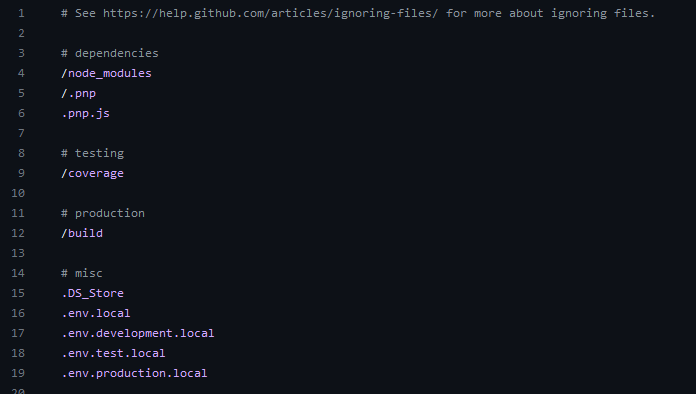 1 # See https://help.github.com/articles/ignoring-files/ for more about ignoring files.
2
3 # dependencies
4 /node_modules
5 /.pnp
6 .pnp.js
7
8 # testing
9 /coverage
10
11 # production
12 /build
13
14 # misc
15 .DS_Store
16 .env.local
17 .env.development.local
18 .env.test.local
19 .env.production.local
20